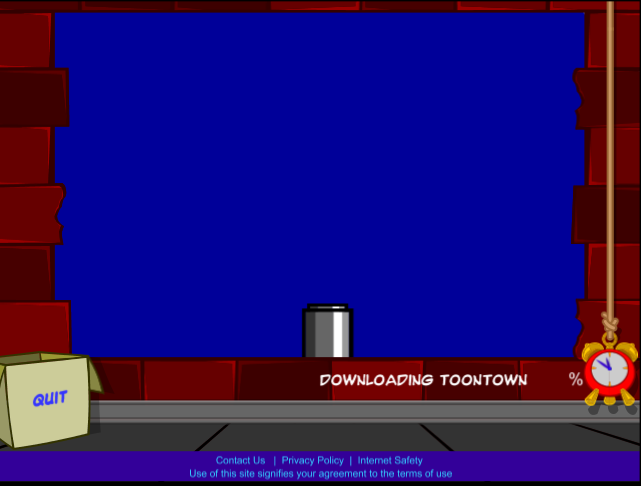 DOWNLOADING TOONTOWN %
QUIT
Contact Us | Privacy Policy | Internet Safety
Use of this site signifies your agreement to the terms of use